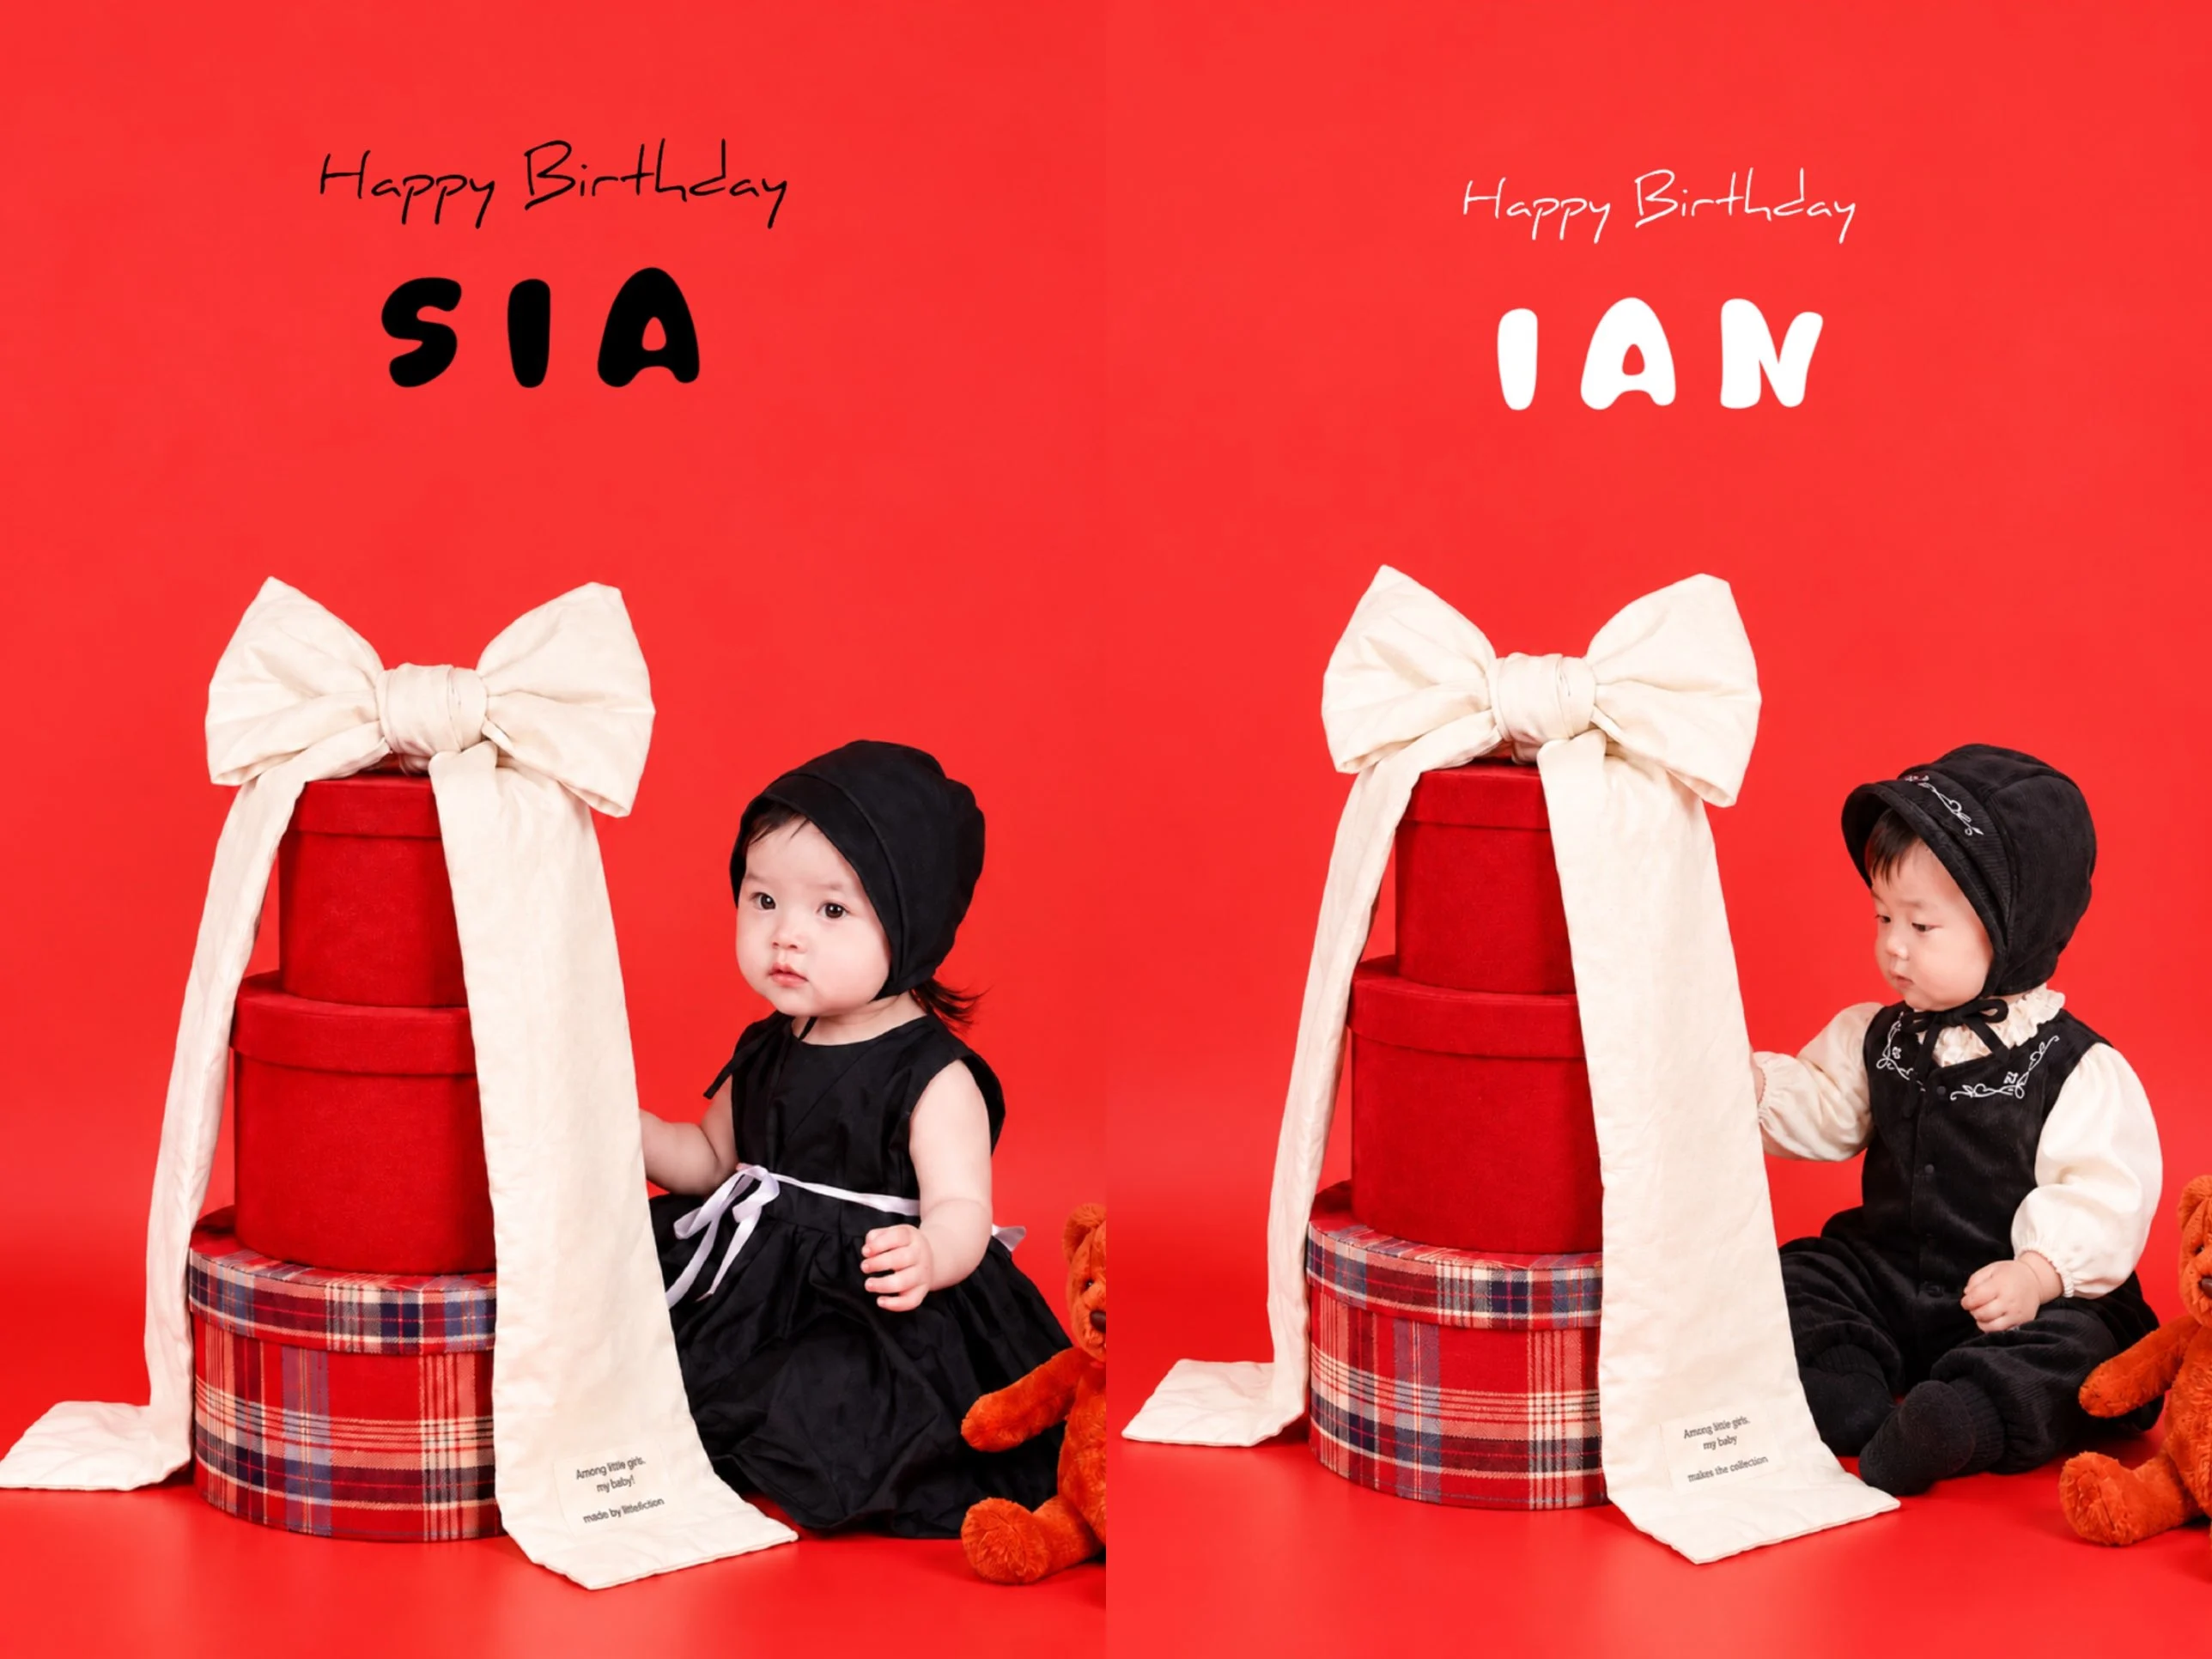 Happy Birthday
SIA
Among little girls,
my baby!
made by littlefiction
Happy Birthday
IAN
Among little girls,
my baby
makes the collection